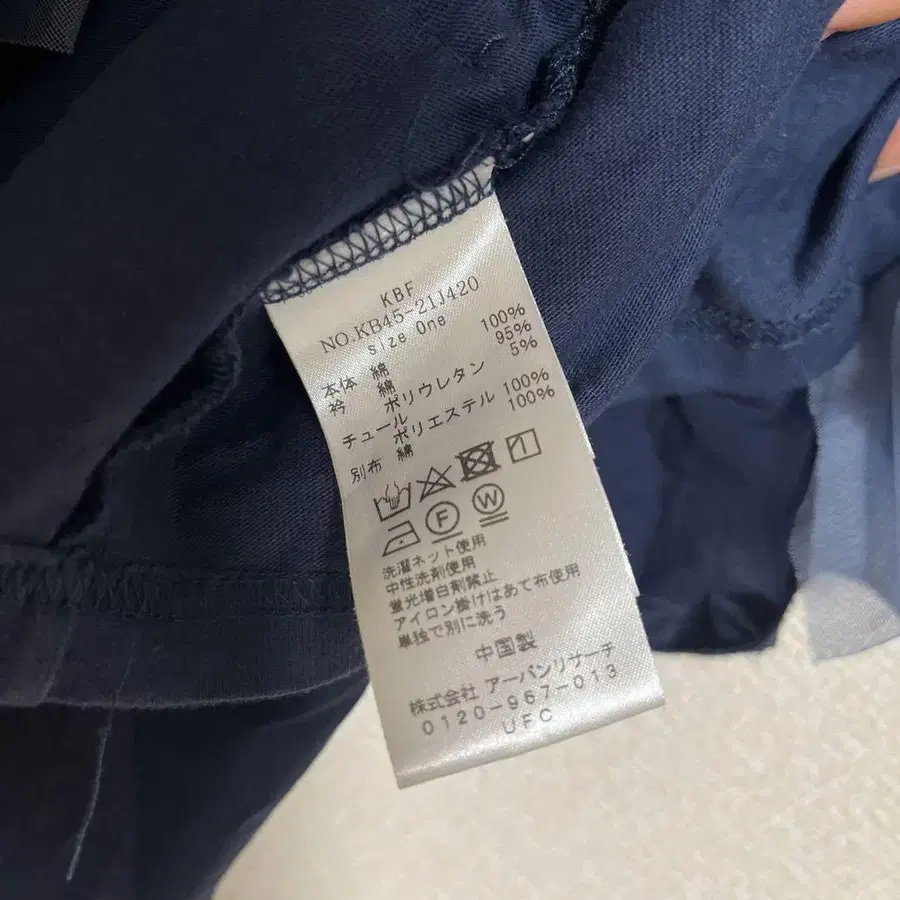 KBF
NO.KB45-21J420
size One
本体 綿 100%
衿 綿 95%
ポリウレタン 5%
チュール
ポリエステル 100%
別布 綿 100%
F W
洗濯ネット使用
中性洗剤使用
蛍光増白剤禁止
アイロン掛けはあて布使用
単独で別に洗う
中国製
株式会社 アーバンリサーチ
0120-967-013
UFC